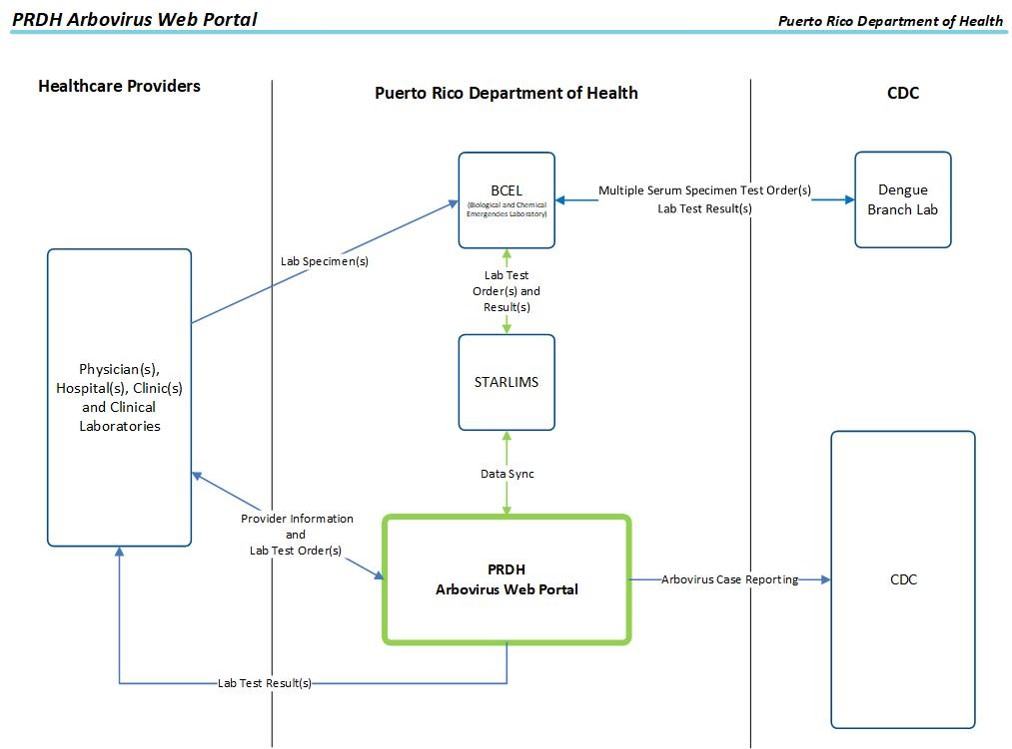 PRDH Arbovirus Web Portal
Puerto Rico Department of Health
Healthcare Providers
Puerto Rico Department of Health
CDC
BCEL
(Biological and Chemical
Emergencies Laboratory)
Multiple Serum Specimen Test Order(s)
Lab Test Result(s)
Dengue
Branch Lab
Lab Specimen(s)
Lab Test
Order(s) and
Result(s)
Physician(s),
Hospital(s), Clinic(s)
and Clinical
Laboratories
STARLIMS
Data Sync
Provider Information
and
Lab Test Order(s)
PRDH
Arbovirus Web Portal
Arbovirus Case Reporting
CDC
Lab Test Result(s)